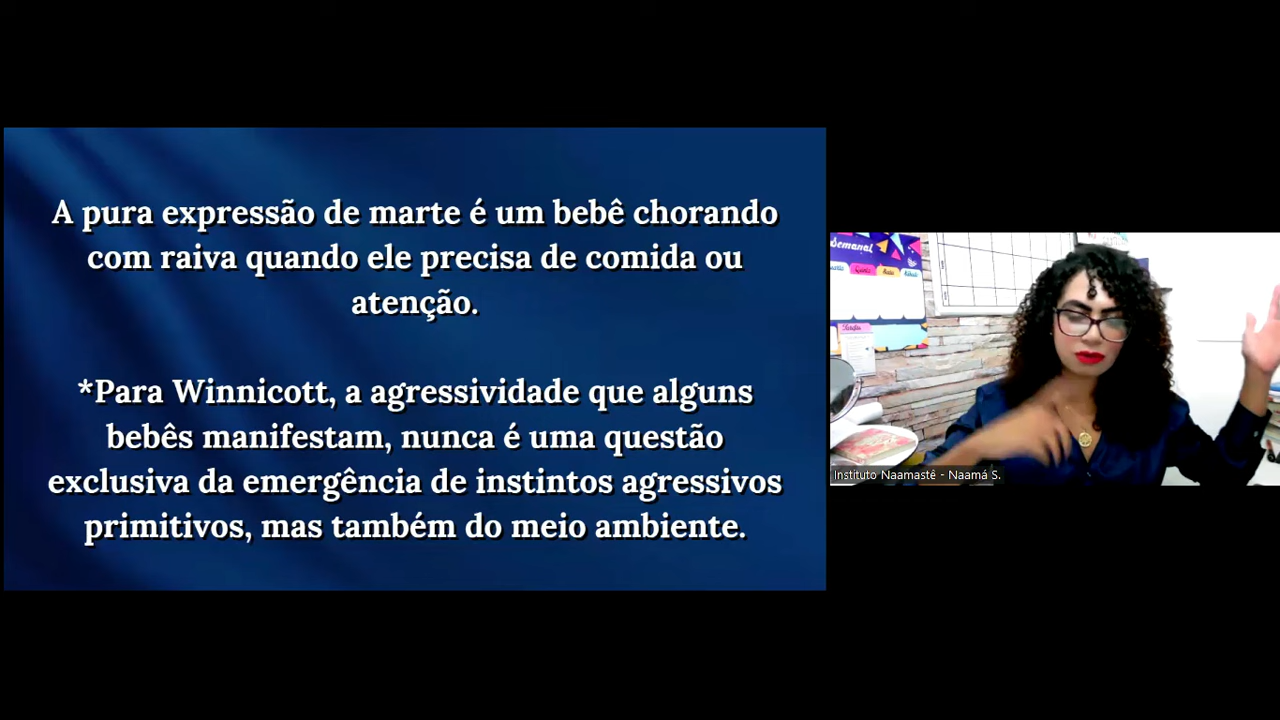 A pura expressão de marte é um bebê chorando
com raiva quando ele precisa de comida ou
atenção.
*Para Winnicott, a agressividade que alguns
bebês manifestam, nunca é uma questão
exclusiva da emergência de instintos agressivos
primitivos, mas também do meio ambiente.
Semanal
Quinta
Instituto Naamastê - Naamá S.